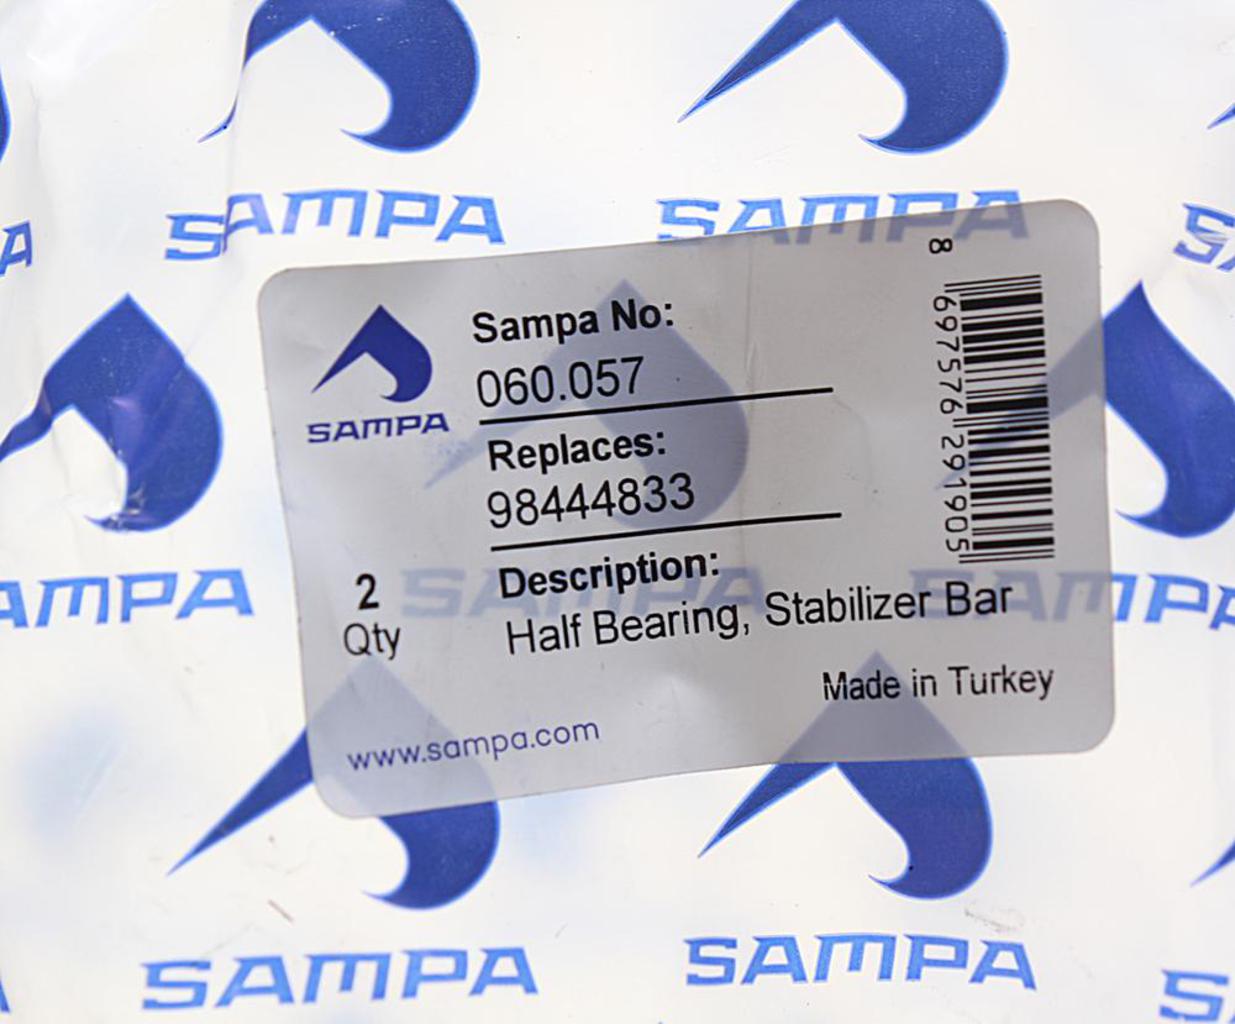 SAMPA
SAMPA
SAMPA
Sampa No:
060.057
Replaces:
98444833
Description:
Half Bearing, Stabilizer Bar
2
Qty
Made in Turkey
www.sampa.com
8 697576 291905
SAMPA
SAMPA
SAMPA
SAMPA